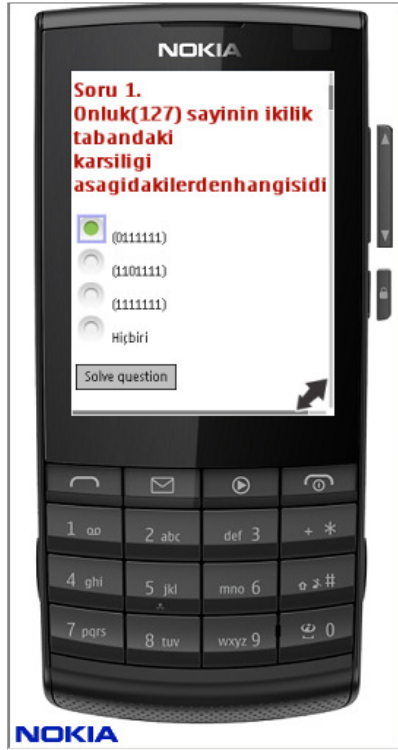 NOKIA
Soru 1.
Onluk(127) sayinin ikilik
tabandaki
karsiligi
asagidakilerdenhangisidi
(0111111)
(1101111)
(1111111)
Hiçbiri
Solve question
1 2 abc def 3 + *
4 ghi 5 jkl mno 6 #
7 pqrs 8 tuv wxyz 9 0
NOKIA